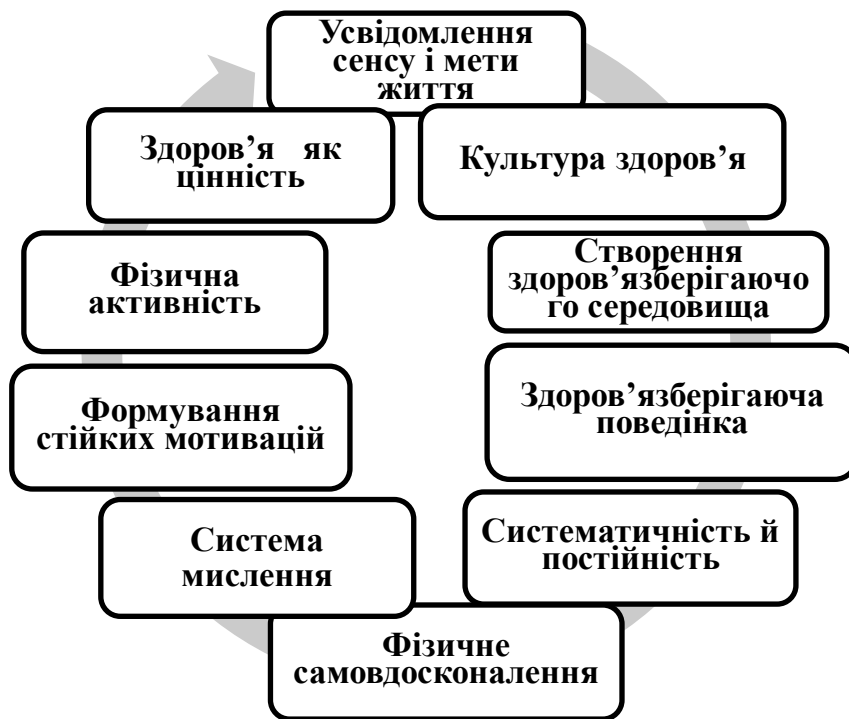 Усвідомлення
сенсу і мети
життя
Культура здоров’я
Створення
здоров’язберігаючо
го середовища
Здоров’язберігаюча
поведінка
Систематичність й
постійність
Фізичне
самовдосконалення
Система
мислення
Формування
стійких мотивацій
Фізична
активність
Здоров’я як
цінність